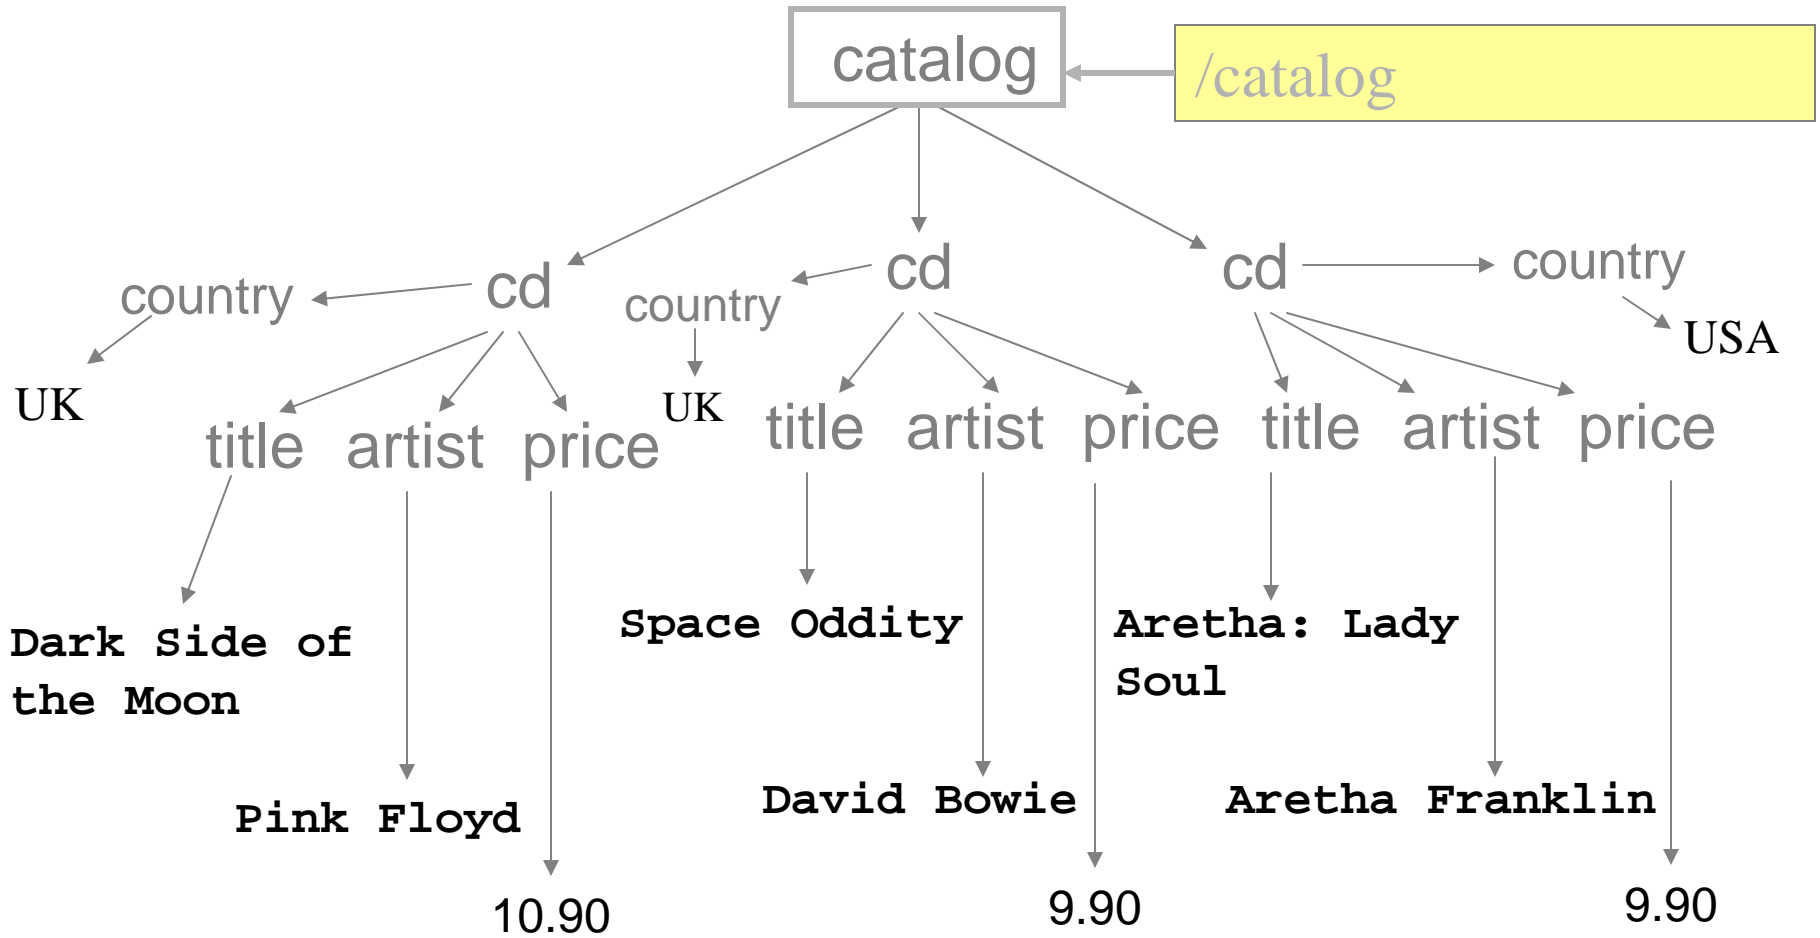 catalog
/catalog
cd
cd
country
country
cd
country
USA
UK
UK
title artist price
title artist price
title artist price
Dark Side of
the Moon
Space Oddity
Aretha: Lady
Soul
Pink Floyd
David Bowie
Aretha Franklin
10.90
9.90
9.90